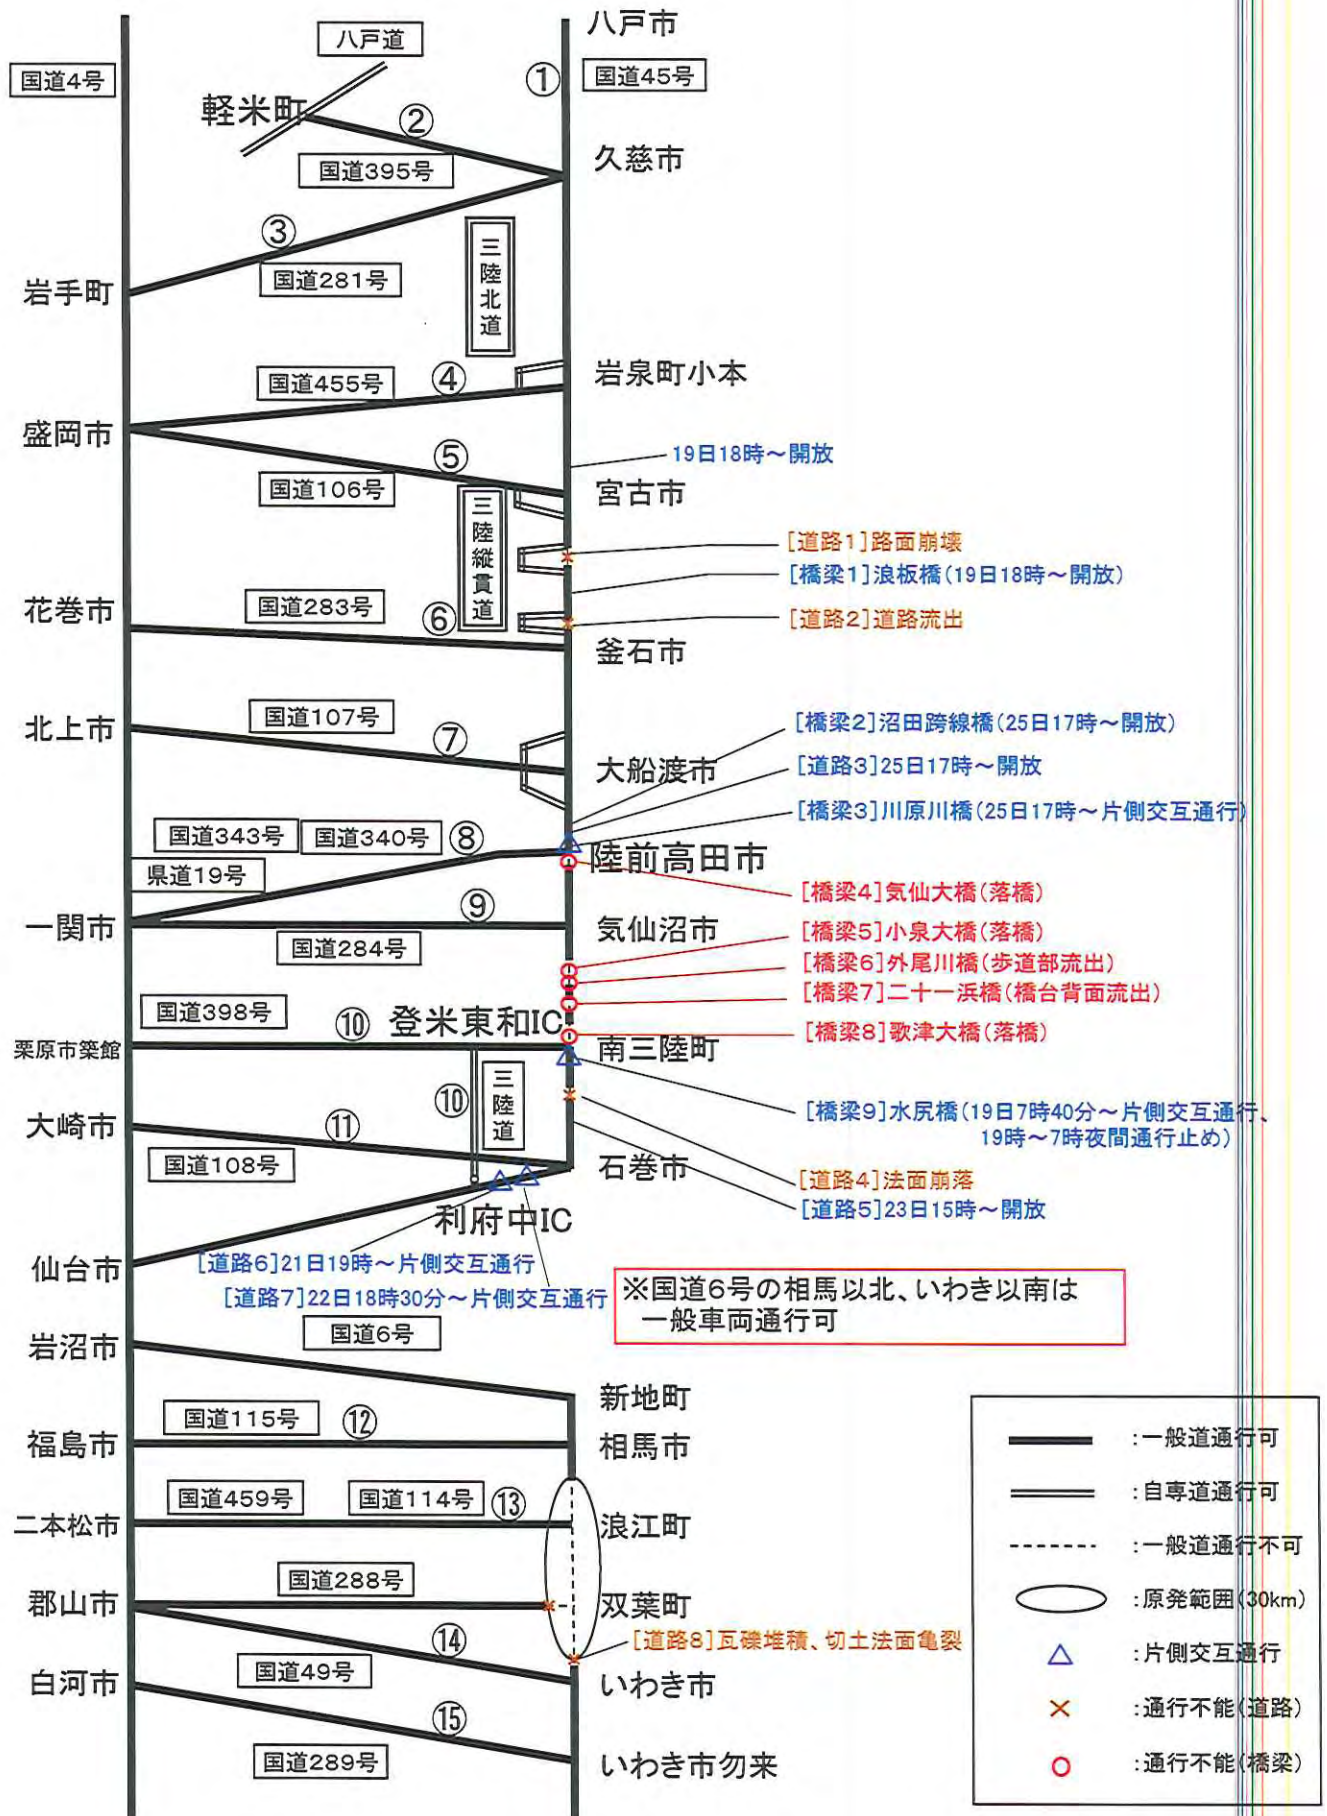 八戸市
八戸道
国道4号
①
国道45号
軽米町
②
国道395号
久慈市
③
国道281号
三陸北道
岩手町
岩泉町小本
国道455号
④
盛岡市
19日18時～開放
⑤
国道106号
宮古市
三陸縦貫道
[道路1]路面崩壊
[橋梁1]浪板橋(19日18時～開放)
花巻市
国道283号
⑥
[道路2]道路流出
釜石市
北上市
国道107号
⑦
[橋梁2]沼田跨線橋(25日17時～開放)
大船渡市
[道路3]25日17時～開放
[橋梁3]川原川橋(25日17時～片側交互通行)
国道343号
国道340号
⑧
陸前高田市
県道19号
[橋梁4]気仙大橋(落橋)
⑨
一関市
国道284号
気仙沼市
[橋梁5]小泉大橋(落橋)
[橋梁6]外尾川橋(歩道部流出)
[橋梁7]二十一浜橋(橋台背面流出)
国道398号
⑩
登米東和IC
[橋梁8]歌津大橋(落橋)
栗原市築館
南三陸町
⑩
三陸道
[橋梁9]水尻橋(19日7時40分～片側交互通行、
19時～7時夜間通行止め)
大崎市
⑪
国道108号
石巻市
[道路4]法面崩落
[道路5]23日15時～開放
利府中IC
仙台市
[道路6]21日19時～片側交互通行
[道路7]22日18時30分～片側交互通行
※国道6号の相馬以北、いわき以南は
一般車両通行可
岩沼市
国道6号
新地町
国道115号
⑫
福島市
相馬市
国道459号
国道114号
⑬
二本松市
浪江町
国道288号
郡山市
双葉町
[道路8]瓦礫堆積、切土法面亀裂
⑭
国道49号
いわき市
白河市
⑮
国道289号
いわき市勿来
:一般道通行可
:自専道通行可
:一般道通行不可
:原発範囲(30km)
:片側交互通行
:通行不能(道路)
:通行不能(橋梁)